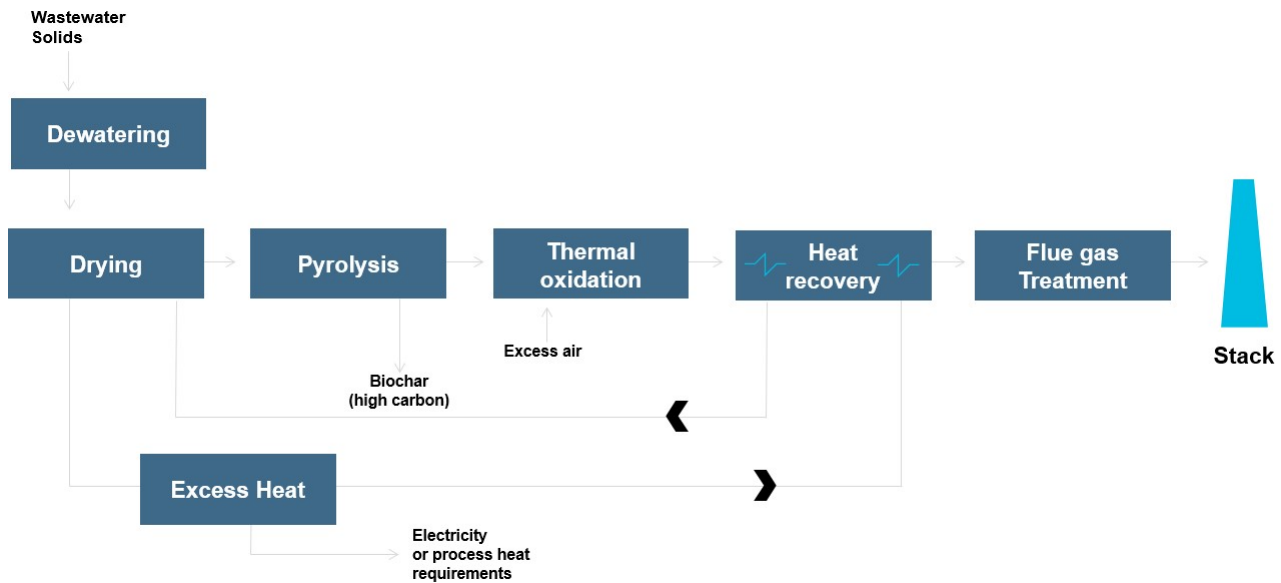 Wastewater
Solids
Dewatering
Drying
Pyrolysis
Thermal
oxidation
Heat
recovery
Flue gas
Treatment
Stack
Excess air
Biochar
(high carbon)
Excess Heat
Electricity
or process heat
requirements